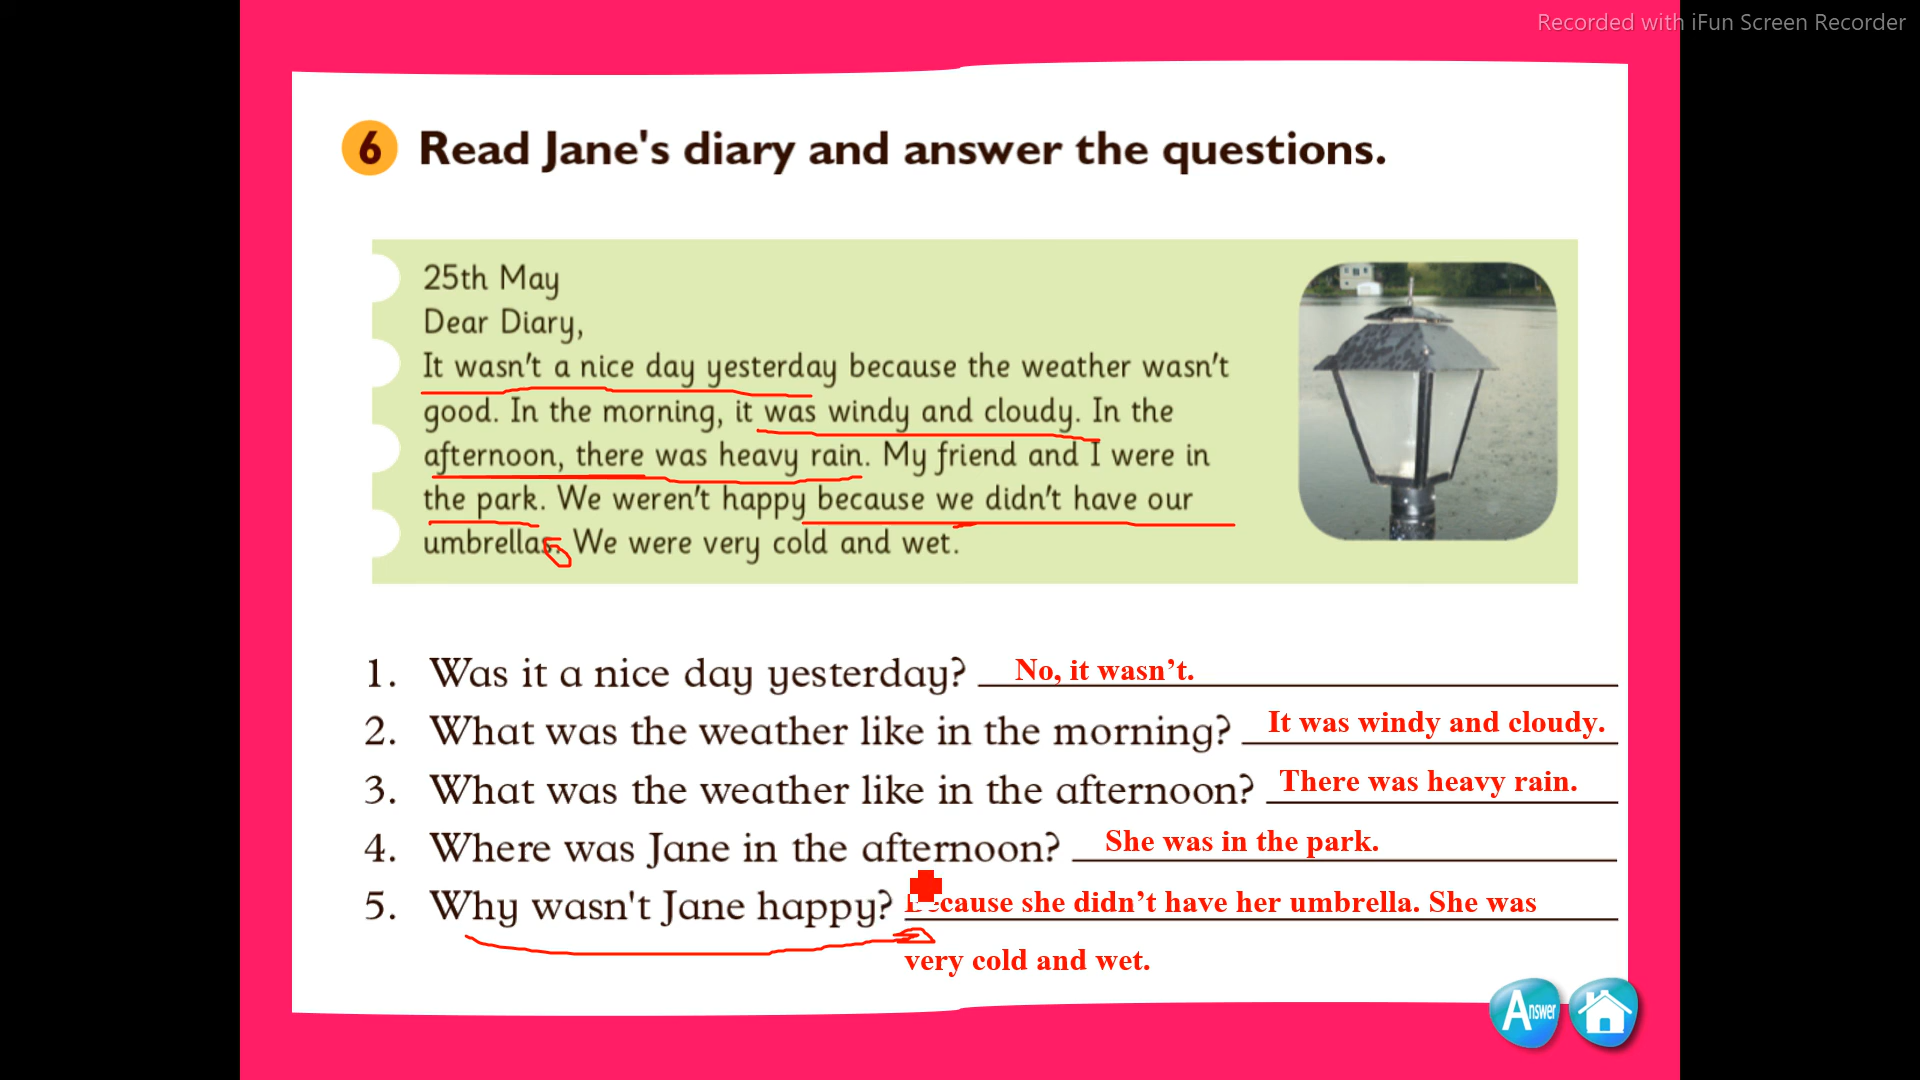 Recorded with iFun Screen Recorder
6 Read Jane's diary and answer the questions.
25th May
Dear Diary,
It wasn't a nice day yesterday because the weather wasn't
good. In the morning, it was windy and cloudy. In the
afternoon, there was heavy rain. My friend and I were in
the park. We weren't happy because we didn't have our
umbrellas. We were very cold and wet.
1. Was it a nice day yesterday? No, it wasn’t.
2. What was the weather like in the morning? It was windy and cloudy.
3. What was the weather like in the afternoon? There was heavy rain.
4. Where was Jane in the afternoon? She was in the park.
5. Why wasn't Jane happy? Because she didn’t have her umbrella. She was
very cold and wet.
Answer